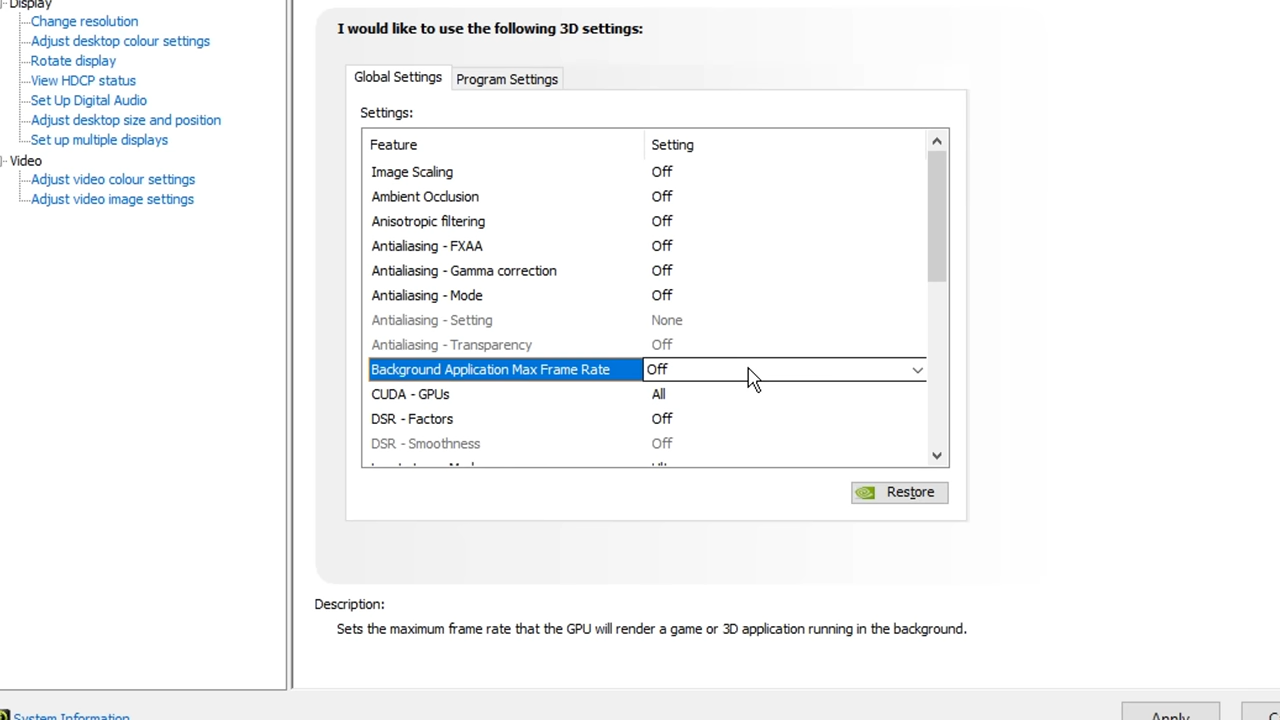 Display
Change resolution
Adjust desktop colour settings
Rotate display
View HDCP status
Set Up Digital Audio
Adjust desktop size and position
Set up multiple displays
Video
Adjust video colour settings
Adjust video image settings
I would like to use the following 3D settings:
Global Settings Program Settings
Settings:
Feature Setting
Image Scaling Off
Ambient Occlusion Off
Anisotropic filtering Off
Antialiasing - FXAA Off
Antialiasing - Gamma correction Off
Antialiasing - Mode Off
Antialiasing - Setting None
Antialiasing - Transparency Off
Background Application Max Frame Rate Off
CUDA - GPUs All
DSR - Factors Off
DSR - Smoothness Off
Restore
Description:
Sets the maximum frame rate that the GPU will render a game or 3D application running in the background.
System Information
Apply